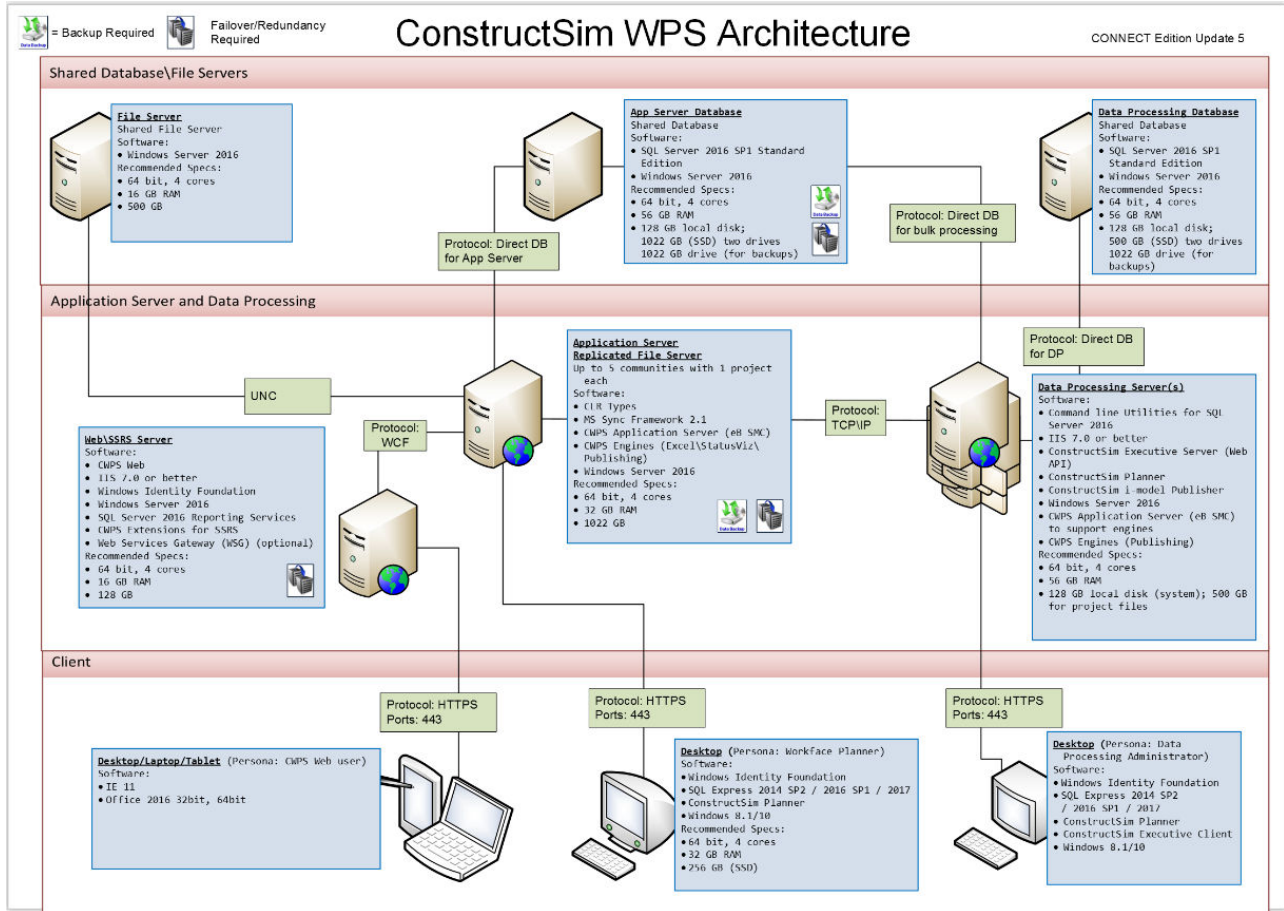 = Backup Required
Data Backup
Failover/Redundancy
Required
ConstructSim WPS Architecture
CONNECT Edition Update 5
Shared Database\File Servers
File Server
Shared File Server
Software:
• Windows Server 2016
Recommended Specs:
• 64 bit, 4 cores
• 16 GB RAM
• 500 GB
App Server Database
Shared Database
Software:
• SQL Server 2016 SP1 Standard
Edition
• Windows Server 2016
Recommended Specs:
• 64 bit, 4 cores
• 56 GB RAM
• 128 GB local disk;
1022 GB (SSD) two drives
1022 GB drive (for backups)
Data Backup
Data Processing Database
Shared Database
Software:
• SQL Server 2016 SP1
Standard Edition
• Windows Server 2016
Recommended Specs:
• 64 bit, 4 cores
• 56 GB RAM
• 128 GB local disk;
500 GB (SSD) two drives
1022 GB drive (for
backups)
Protocol: Direct DB
for App Server
Protocol: Direct DB
for bulk processing
Application Server and Data Processing
Protocol: Direct DB
for DP
UNC
Protocol:
WCF
Application Server
Replicated File Server
Up to 5 communities with 1 project
each
Software:
• CLR Types
• MS Sync Framework 2.1
• CWPS Application Server (eB SMC)
• CWPS Engines (Excel\StatusViz\
Publishing)
• Windows Server 2016
Recommended Specs:
• 64 bit, 4 cores
• 32 GB RAM
• 1022 GB
Data Backup
Protocol:
TCP\IP
Data Processing Server(s)
Software:
• Command line Utilities for SQL
Server 2016
• IIS 7.0 or better
• ConstructSim Executive Server (Web
API)
• ConstructSim Planner
• ConstructSim i-model Publisher
• Windows Server 2016
• CWPS Application Server (eB SMC)
to support engines
• CWPS Engines (Publishing)
Recommended Specs:
• 64 bit, 4 cores
• 56 GB RAM
• 128 GB local disk (system); 500 GB
for project files
Web\SSRS Server
Software:
• CWPS Web
• IIS 7.0 or better
• Windows Identity Foundation
• Windows Server 2016
• SQL Server 2016 Reporting Services
• CWPS Extensions for SSRS
• Web Services Gateway (WSG) (optional)
Recommended Specs:
• 64 bit, 4 cores
• 16 GB RAM
• 128 GB
Client
Protocol: HTTPS
Ports: 443
Protocol: HTTPS
Ports: 443
Protocol: HTTPS
Ports: 443
Desktop/Laptop/Tablet (Persona: CWPS Web user)
Software:
• IE 11
• Office 2016 32bit, 64bit
Desktop (Persona: Workface Planner)
Software:
• Windows Identity Foundation
• SQL Express 2014 SP2 / 2016 SP1 / 2017
• ConstructSim Planner
• Windows 8.1/10
Recommended Specs:
• 64 bit, 4 cores
• 32 GB RAM
• 256 GB (SSD)
Desktop (Persona: Data
Processing Administrator)
Software:
• Windows Identity Foundation
• SQL Express 2014 SP2
/ 2016 SP1 / 2017
• ConstructSim Planner
• ConstructSim Executive Client
• Windows 8.1/10